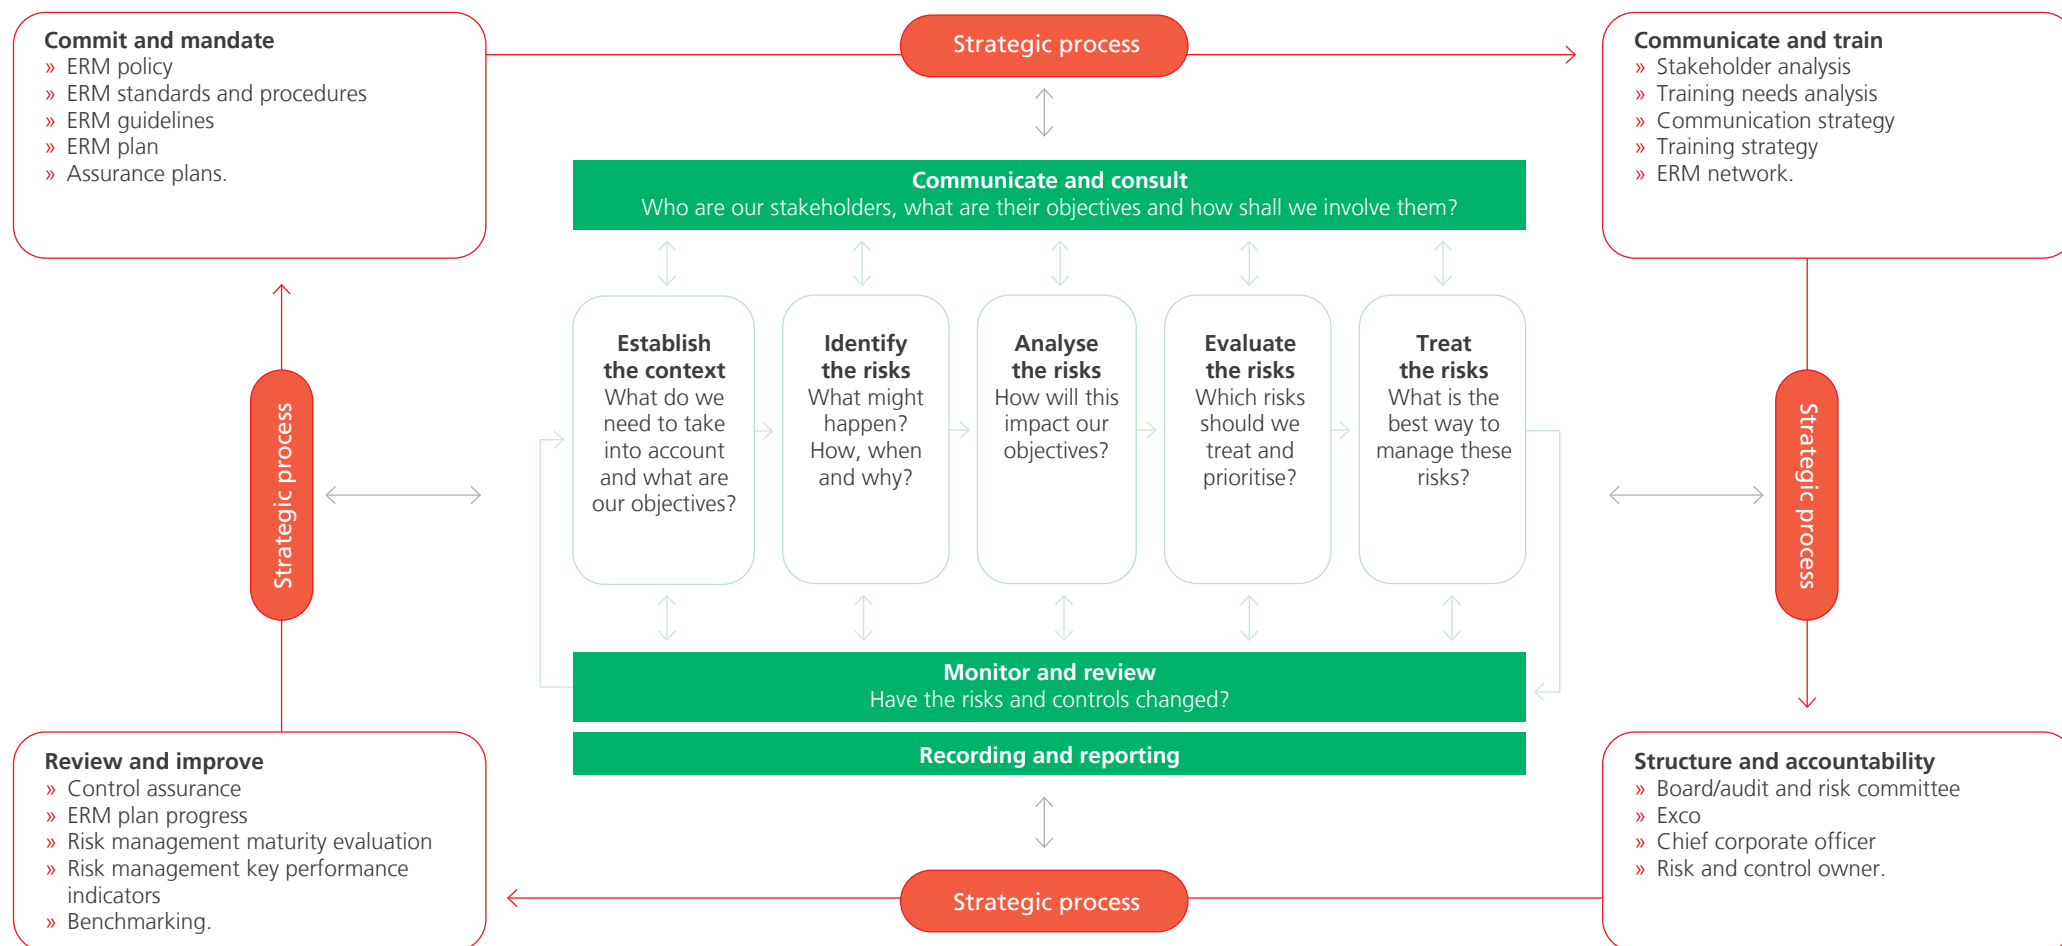 Commit and mandate
» ERM policy
» ERM standards and procedures
» ERM guidelines
» ERM plan
» Assurance plans.
Strategic process
Communicate and train
» Stakeholder analysis
» Training needs analysis
» Communication strategy
» Training strategy
» ERM network.
Communicate and consult
Who are our stakeholders, what are their objectives and how shall we involve them?
Strategic process
Establish
the context
What do we
need to take
into account
and what are
our objectives?
Identify
the risks
What might
happen?
How, when
and why?
Analyse
the risks
How will this
impact our
objectives?
Evaluate
the risks
Which risks
should we
treat and
prioritise?
Treat
the risks
What is the
best way to
manage these
risks?
Strategic process
Monitor and review
Have the risks and controls changed?
Recording and reporting
Review and improve
» Control assurance
» ERM plan progress
» Risk management maturity evaluation
» Risk management key performance
indicators
» Benchmarking.
Strategic process
Structure and accountability
» Board/audit and risk committee
» Exco
» Chief corporate officer
» Risk and control owner.